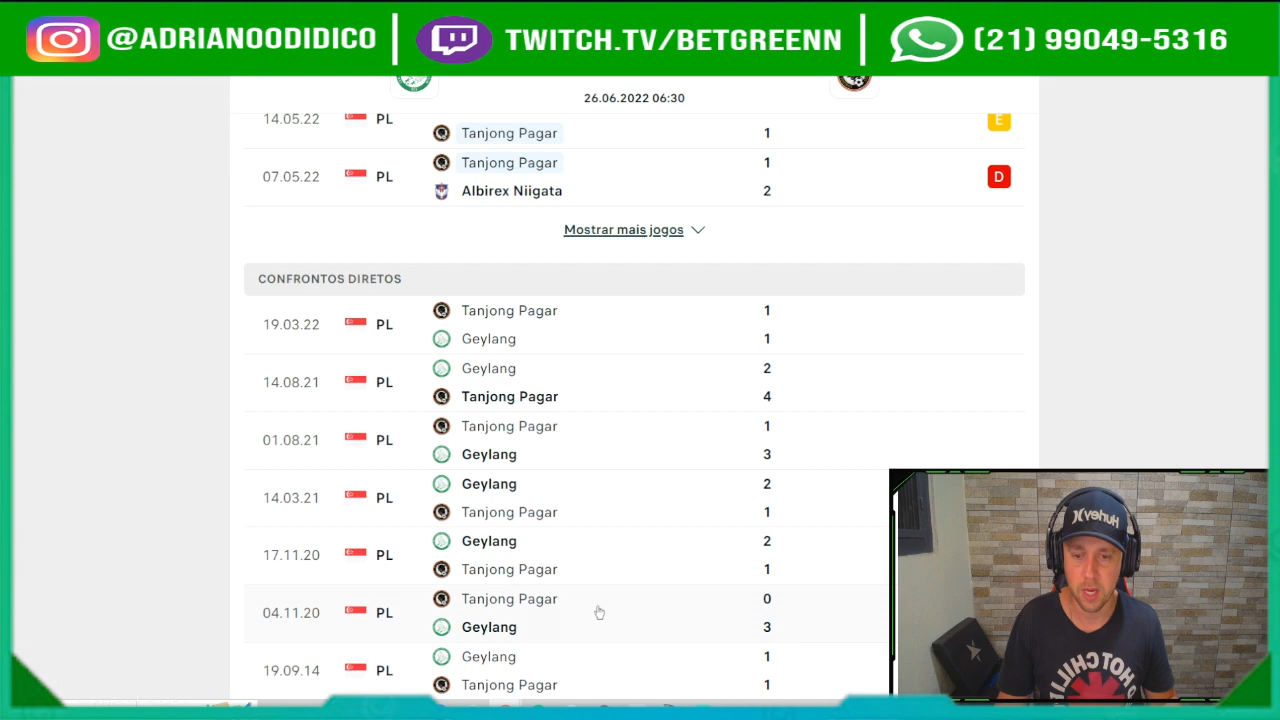 @ADRIANOODIDICO
TWITCH.TV/BETGREENN
(21) 99049-5316
26.06.2022 06:30
14.05.22 PL
Tanjong Pagar 1
E
07.05.22 PL
Tanjong Pagar 1
Albirex Niigata 2
D
Mostrar mais jogos
CONFRONTOS DIRETOS
19.03.22 PL
Tanjong Pagar 1
Geylang 1
14.08.21 PL
Geylang 2
Tanjong Pagar 4
01.08.21 PL
Tanjong Pagar 1
Geylang 3
14.03.21 PL
Geylang 2
Tanjong Pagar 1
17.11.20 PL
Geylang 2
Tanjong Pagar 1
04.11.20 PL
Tanjong Pagar 0
Geylang 3
19.09.14 PL
Geylang 1
Tanjong Pagar 1
Hurley
HOT CHILI